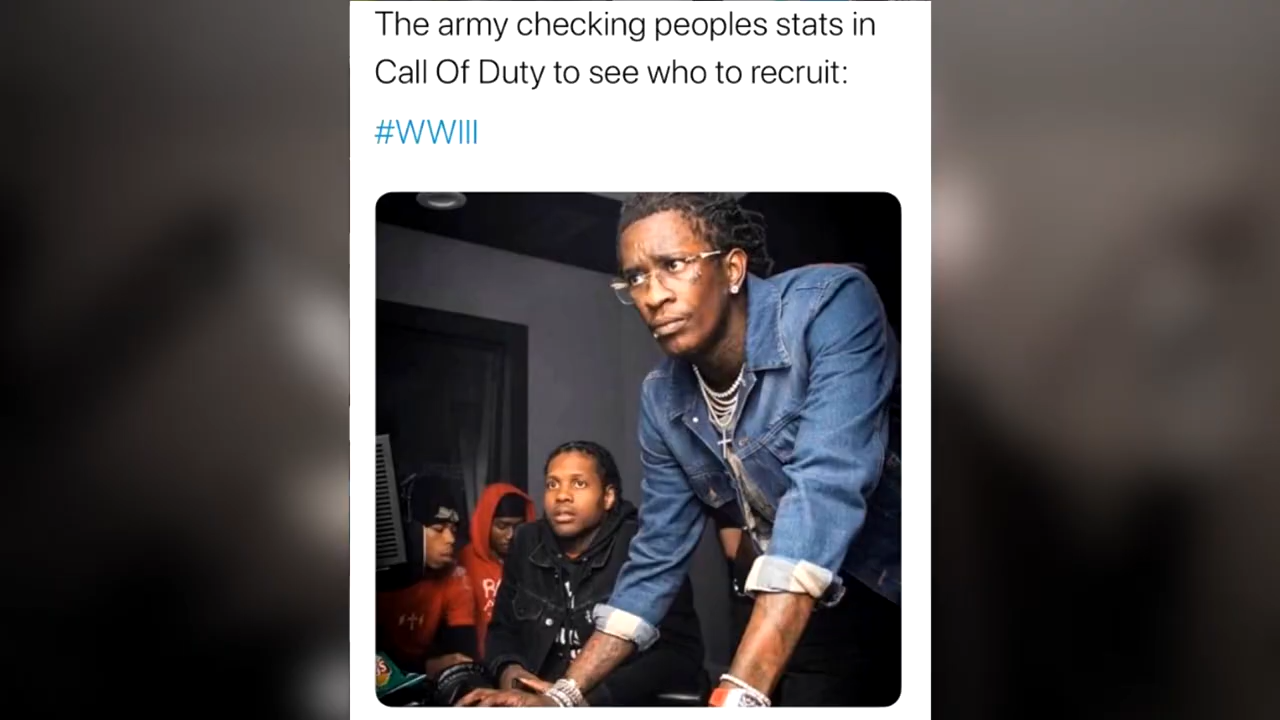 The army checking peoples stats in
Call Of Duty to see who to recruit:
#WWIII